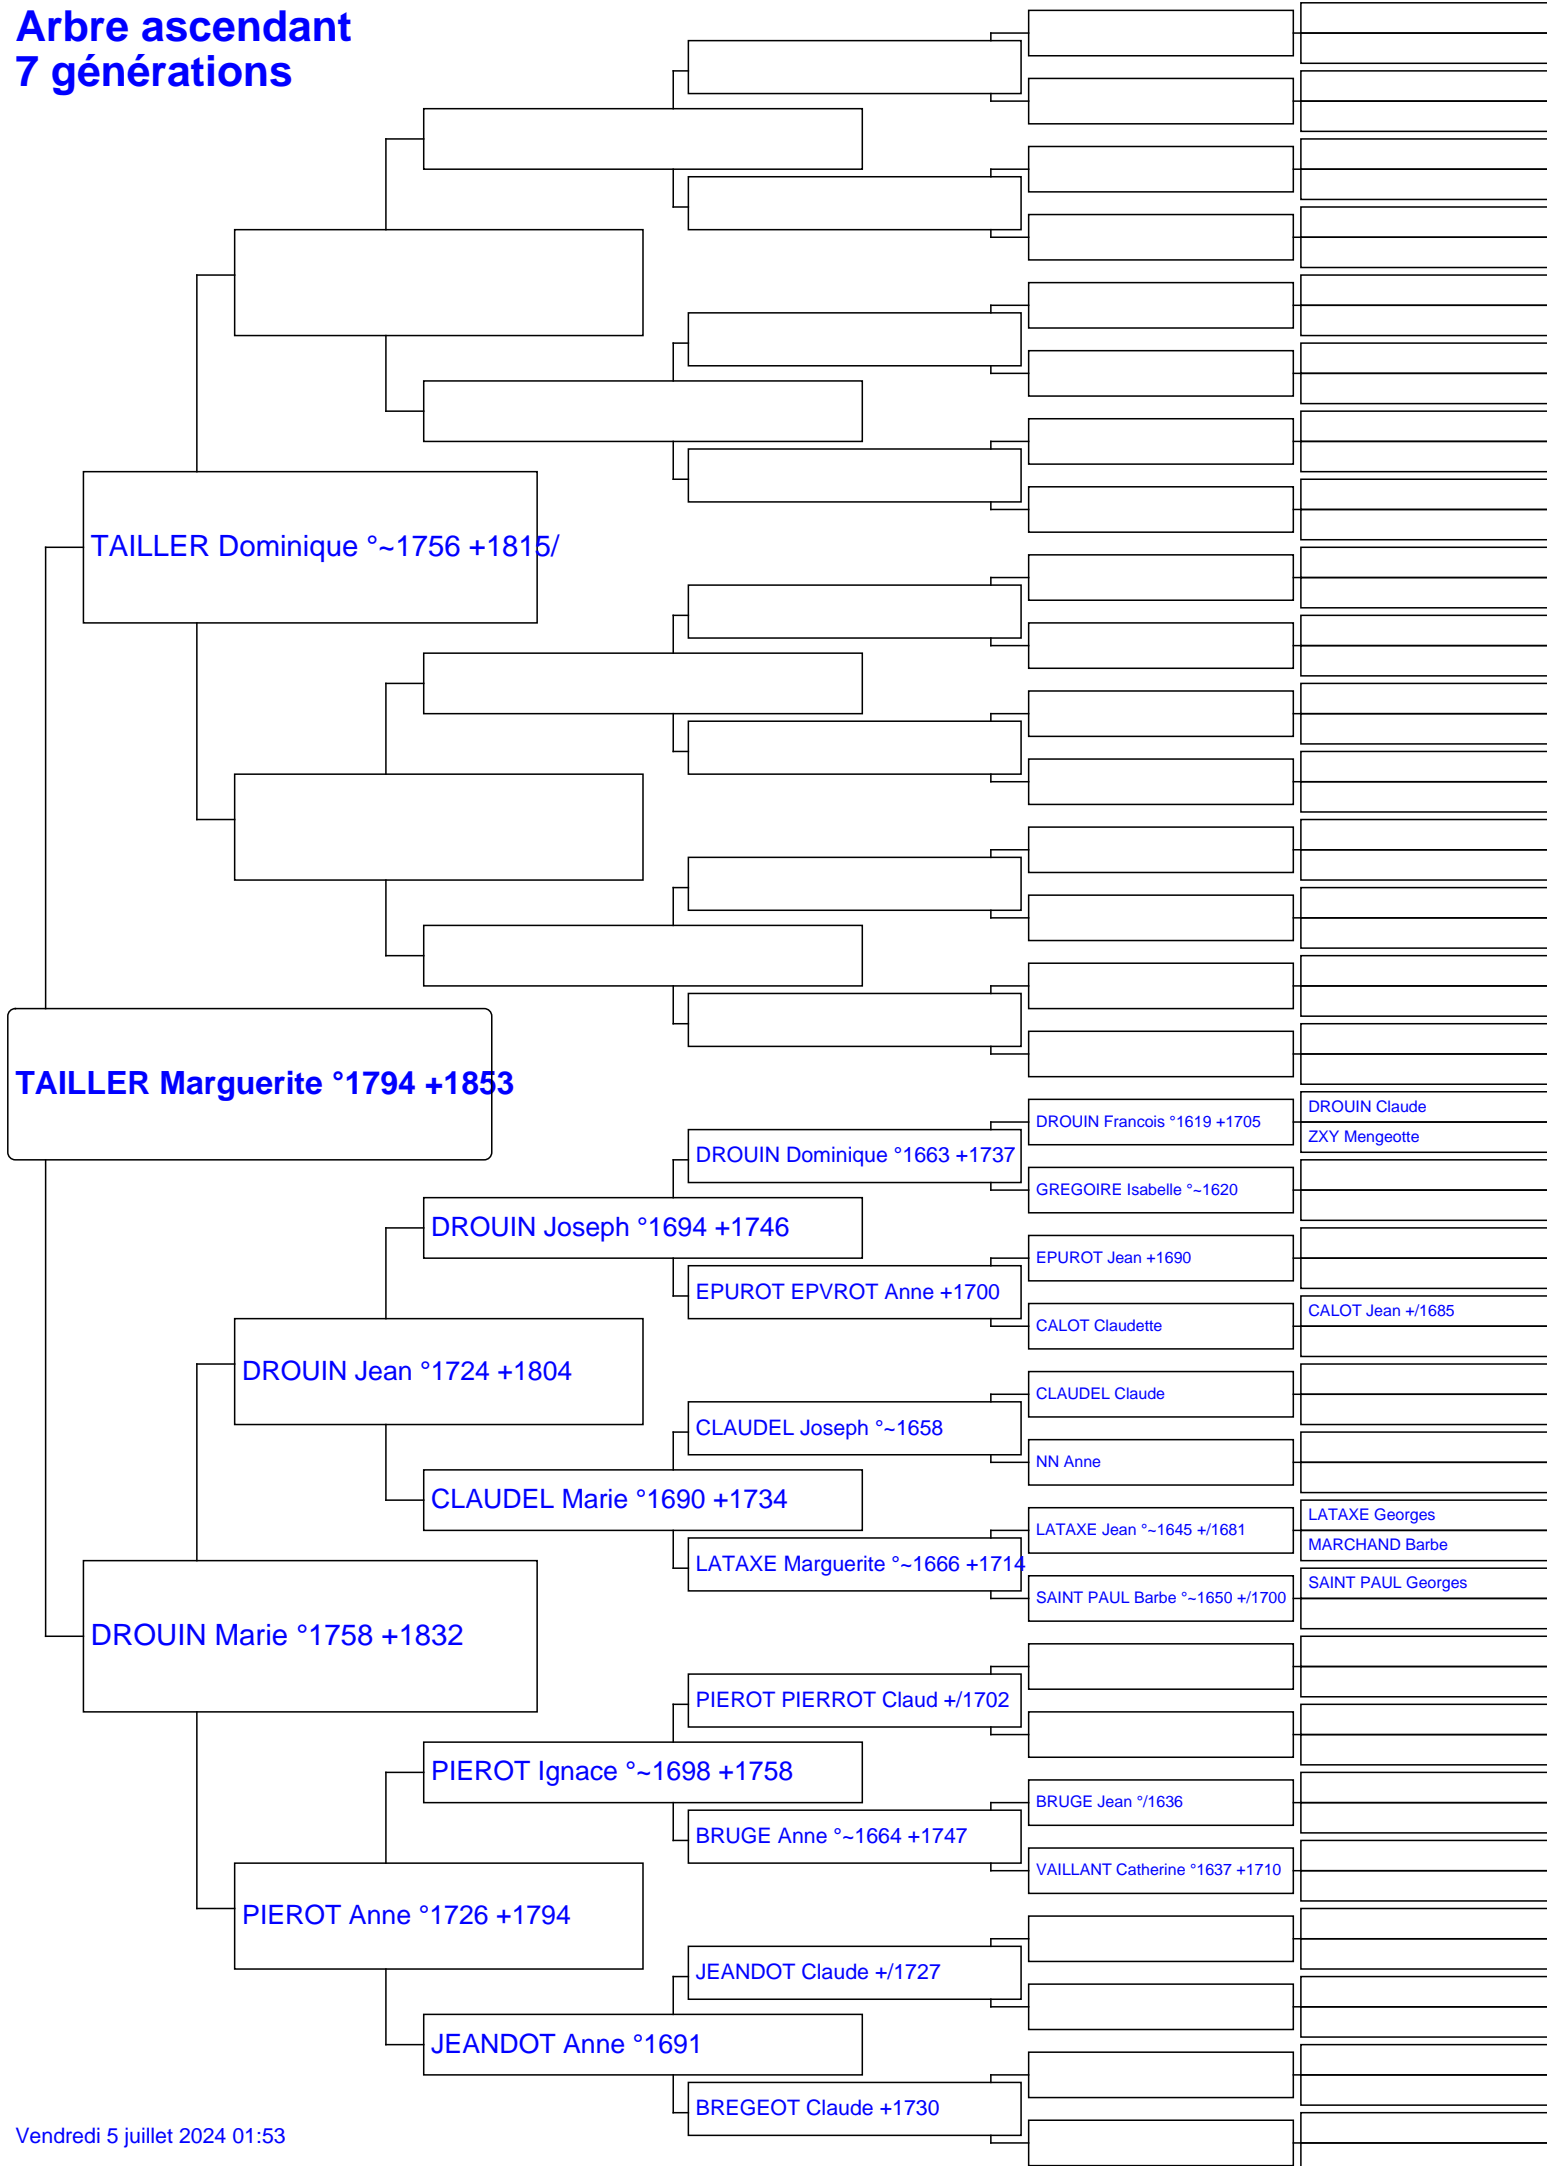 Arbre ascendant
7 générations
TAILLER Dominique °~1756 +1815/
TAILLER Marguerite °1794 +1853
DROUIN Claude
DROUIN Francois °1619 +1705
ZXY Mengeotte
DROUIN Dominique °1663 +1737
GREGOIRE Isabelle °~1620
DROUIN Joseph °1694 +1746
EPUROT Jean +1690
EPUROT EPVROT Anne +1700
CALOT Jean +/1685
CALOT Claudette
DROUIN Jean °1724 +1804
CLAUDEL Claude
CLAUDEL Joseph °~1658
NN Anne
CLAUDEL Marie °1690 +1734
LATAXE Georges
LATAXE Jean °~1645 +/1681
MARCHAND Barbe
LATAXE Marguerite °~1666 +1714
SAINT PAUL Georges
SAINT PAUL Barbe °~1650 +/1700
DROUIN Marie °1758 +1832
PIEROT PIERROT Claud +/1702
PIEROT Ignace °~1698 +1758
BRUGE Jean °/1636
BRUGE Anne °~1664 +1747
VAILLANT Catherine °1637 +1710
PIEROT Anne °1726 +1794
JEANDOT Claude +/1727
JEANDOT Anne °1691
BREGEOT Claude +1730
Vendredi 5 juillet 2024 01:53